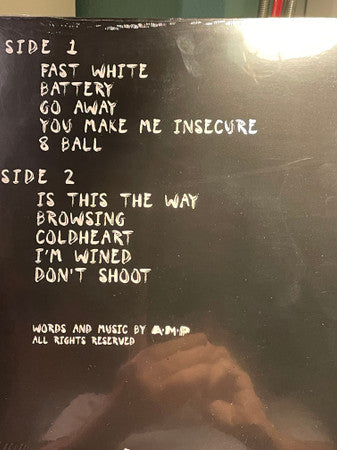 SIDE 1
FAST WHITE
BATTERY
GO AWAY
YOU MAKE ME INSECURE
8 BALL
SIDE 2
IS THIS THE WAY
BROWSING
COLDHEART
I'M WINED
DON'T SHOOT
WORDS AND MUSIC BY A.M.P
ALL RIGHTS RESERVED